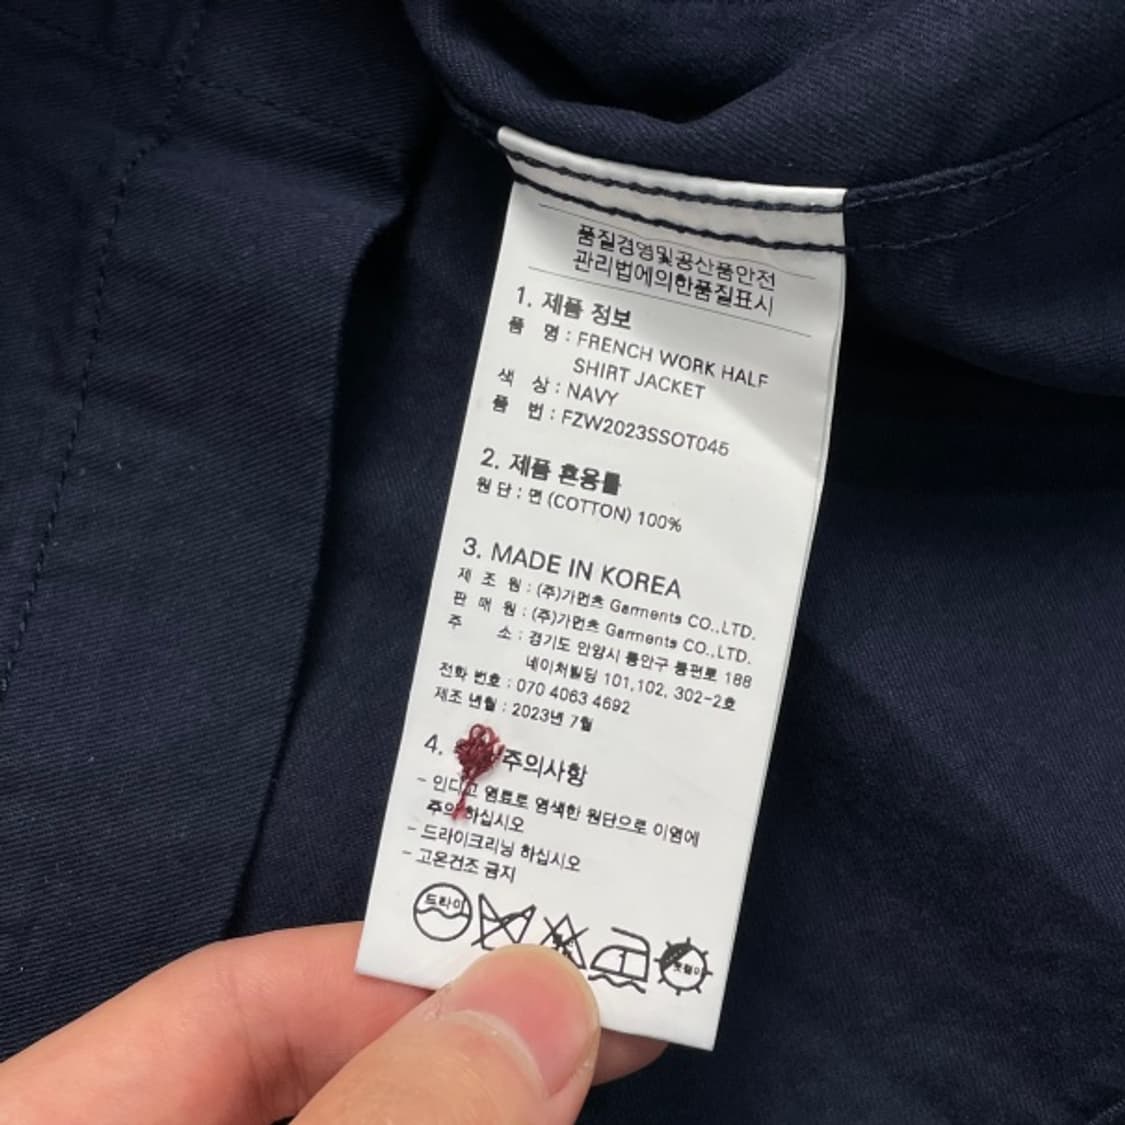 품질경영및공산품안전
관리법에의한품질표시
1. 제품 정보
품 명 : FRENCH WORK HALF
SHIRT JACKET
색 상 : NAVY
품 번 : FZW2023SSOT045
2. 제품 혼용률
원 단 : 면 (COTTON) 100%
3. MADE IN KOREA
제 조 원 : (주)가먼츠 Garments CO.,LTD.
판 매 원 : (주)가먼츠 Garments CO.,LTD.
주 소 : 경기도 안양시 동안구 동편로 188
네이처빌딩 101,102, 302-2호
전화 번호 : 070 4063 4692
제조 년월 : 2023년 7월
4. 주의사항
- 인디고 염료로 염색한 원단으로 이염에
주의 하십시오
- 드라이크리닝 하십시오
- 고온건조 금지
드라이
1